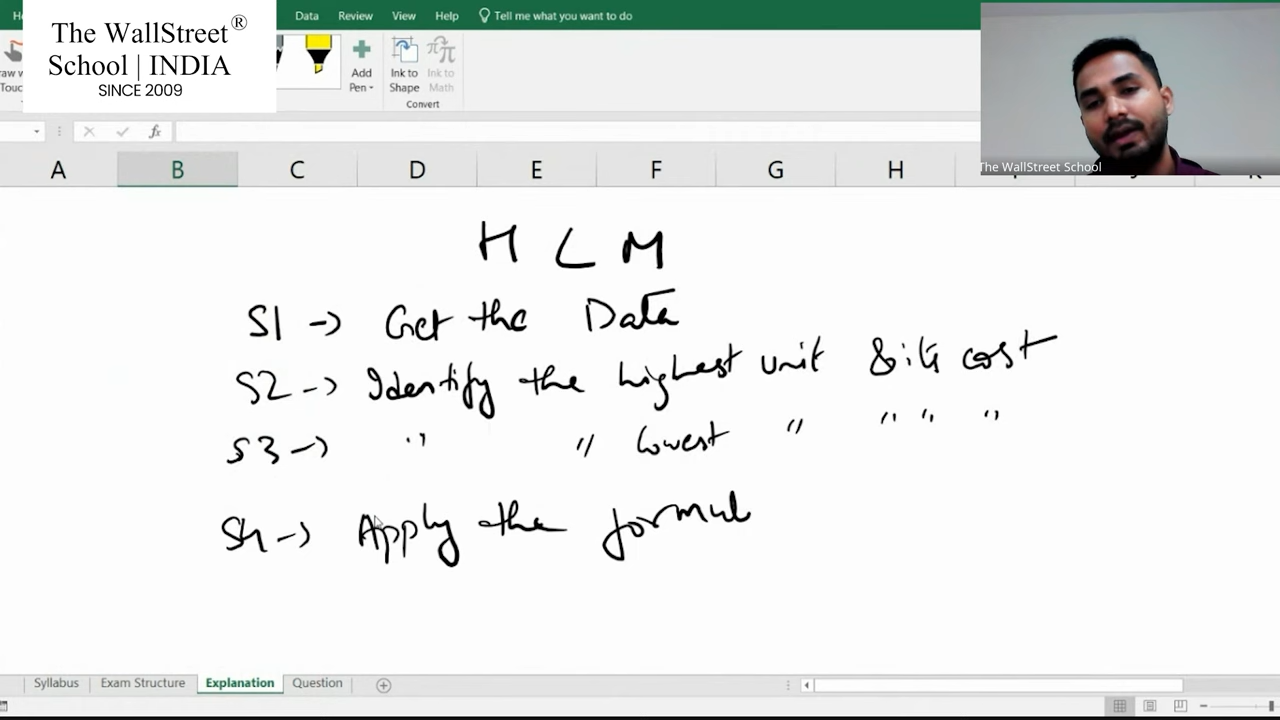 Data Review View Help Tell me what you want to do
The WallStreet®
School | INDIA
SINCE 2009
Add Pen
Ink to Shape
Ink to Math
Convert
fx
The WallStreet School
A B C D E F G H
H L M
S1 -> Get the Data
S2 -> Identify the highest unit & its cost
S3 -> " " lowest " " " "
S4 -> Apply the formul
Syllabus Exam Structure Explanation Question